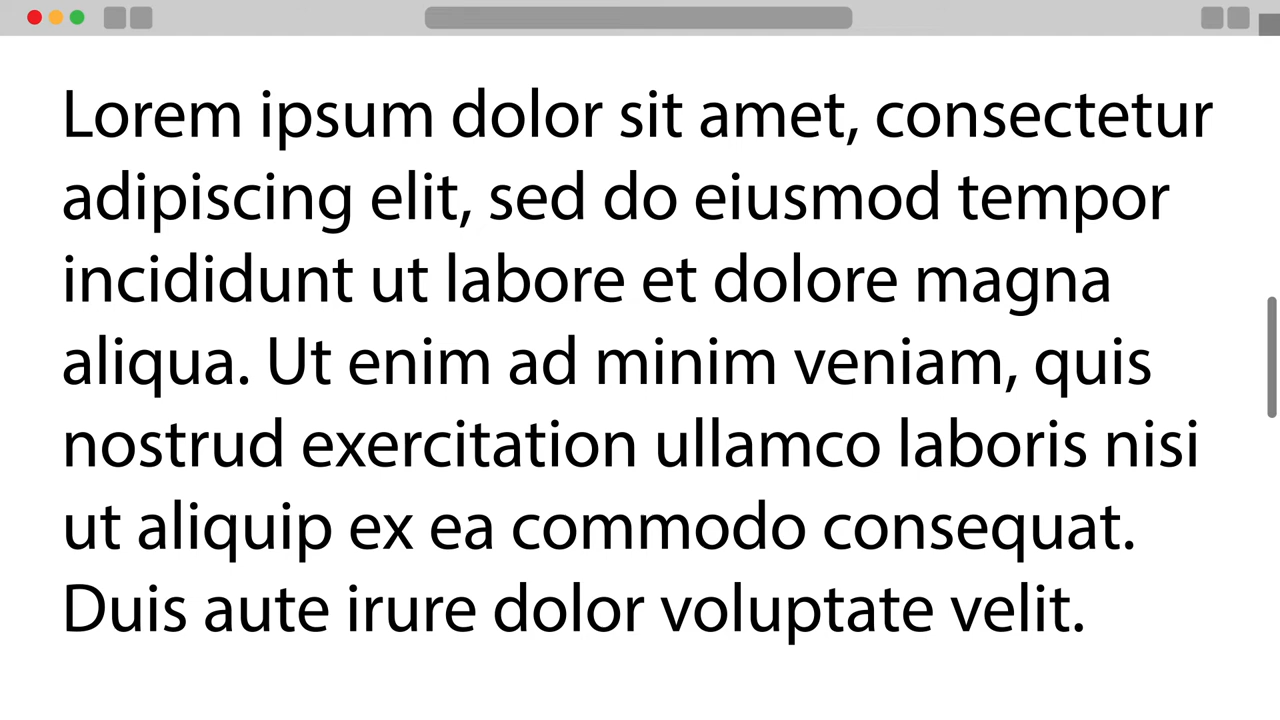 Lorem ipsum dolor sit amet, consectetur
adipiscing elit, sed do eiusmod tempor
incididunt ut labore et dolore magna
aliqua. Ut enim ad minim veniam, quis
nostrud exercitation ullamco laboris nisi
ut aliquip ex ea commodo consequat.
Duis aute irure dolor voluptate velit.